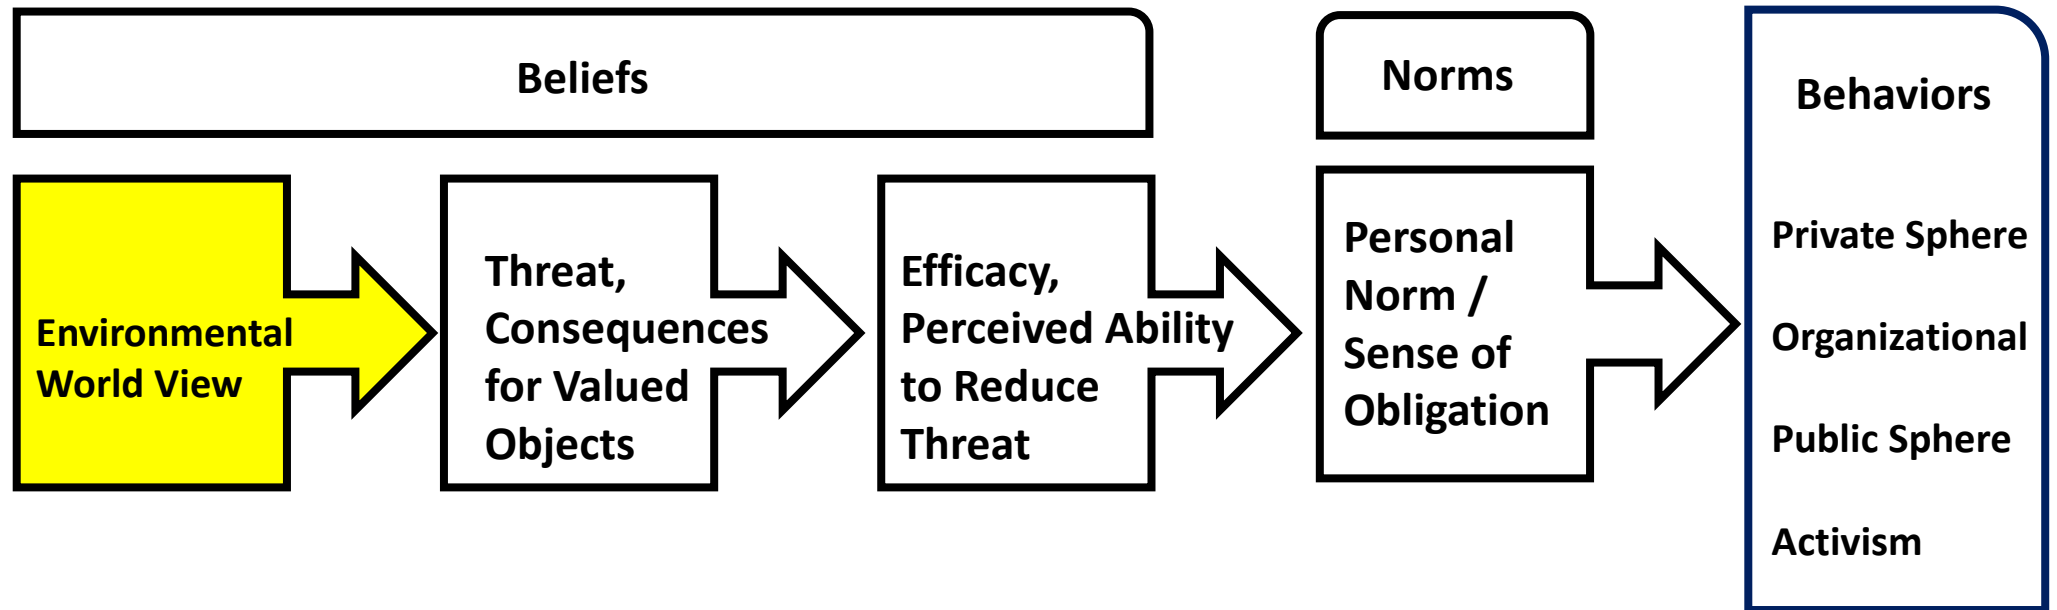 Beliefs
Norms
Behaviors
Environmental
World View
Threat,
Consequences
for Valued
Objects
Efficacy,
Perceived Ability
to Reduce
Threat
Personal
Norm /
Sense of
Obligation
Private Sphere
Organizational
Public Sphere
Activism